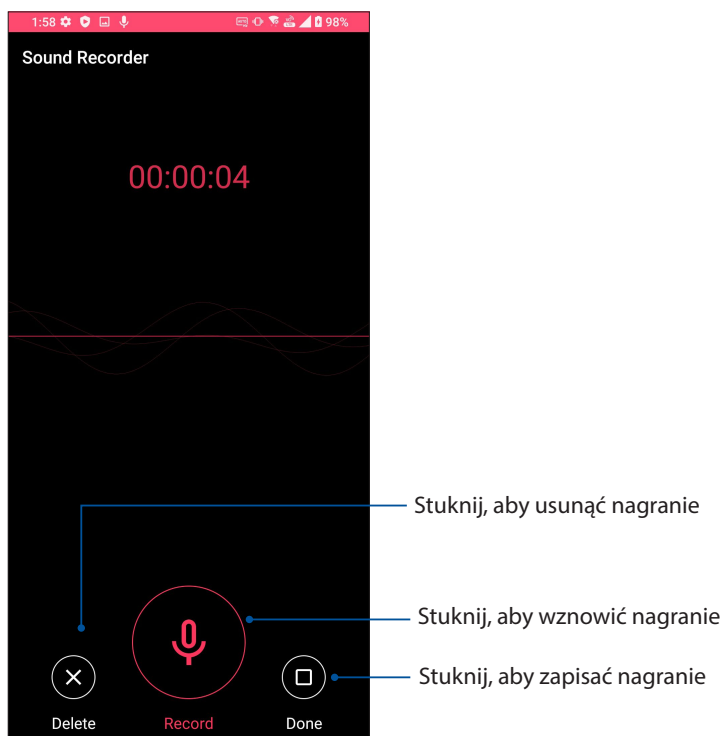 1:58 98%
Sound Recorder
00:00:04
Stuknij, aby usunąć nagranie
Stuknij, aby wznowić nagranie
Stuknij, aby zapisać nagranie
Delete Record Done